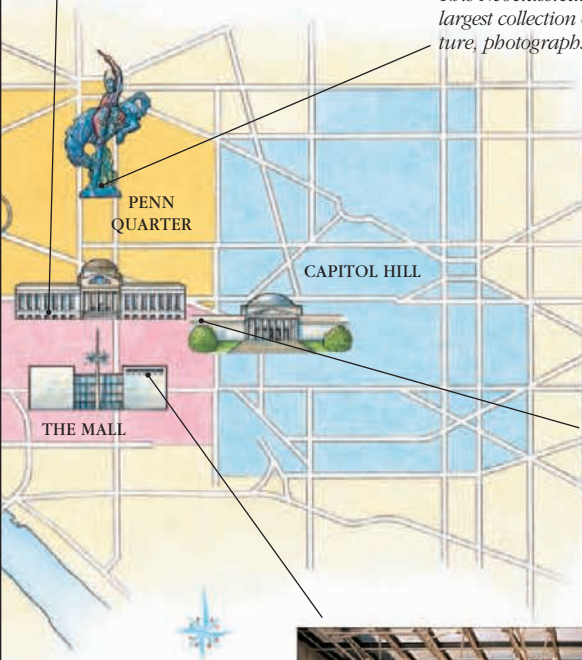 largest collection
ture, photograph
PENN
QUARTER
CAPITOL HILL
THE MALL